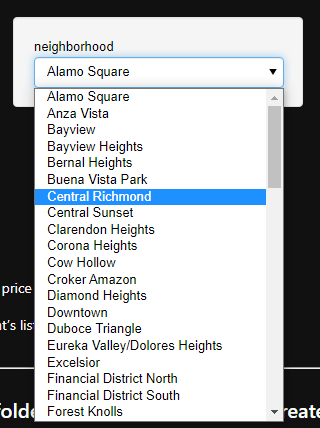 neighborhood
Alamo Square
Alamo Square
Anza Vista
Bayview
Bayview Heights
Bernal Heights
Buena Vista Park
Central Richmond
Central Sunset
Clarendon Heights
Corona Heights
Cow Hollow
Croker Amazon
Diamond Heights
Downtown
Duboce Triangle
Eureka Valley/Dolores Heights
Excelsior
Financial District North
Financial District South
Forest Knolls
price
t's lis
folde
reate